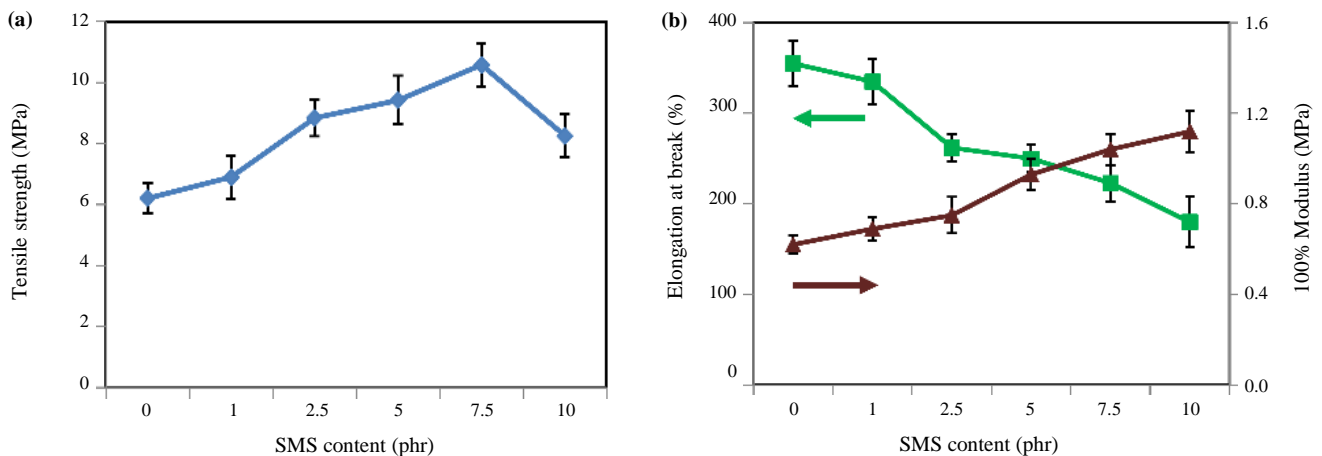 (a)
12
10
8
6
4
2
0
Tensile strength (MPa)
0 1 2.5 5 7.5 10
SMS content (phr)
(b)
400
300
200
100
0
Elongation at break (%)
1.6
1.2
0.8
0.4
0.0
100% Modulus (MPa)
0 1 2.5 5 7.5 10
SMS content (phr)